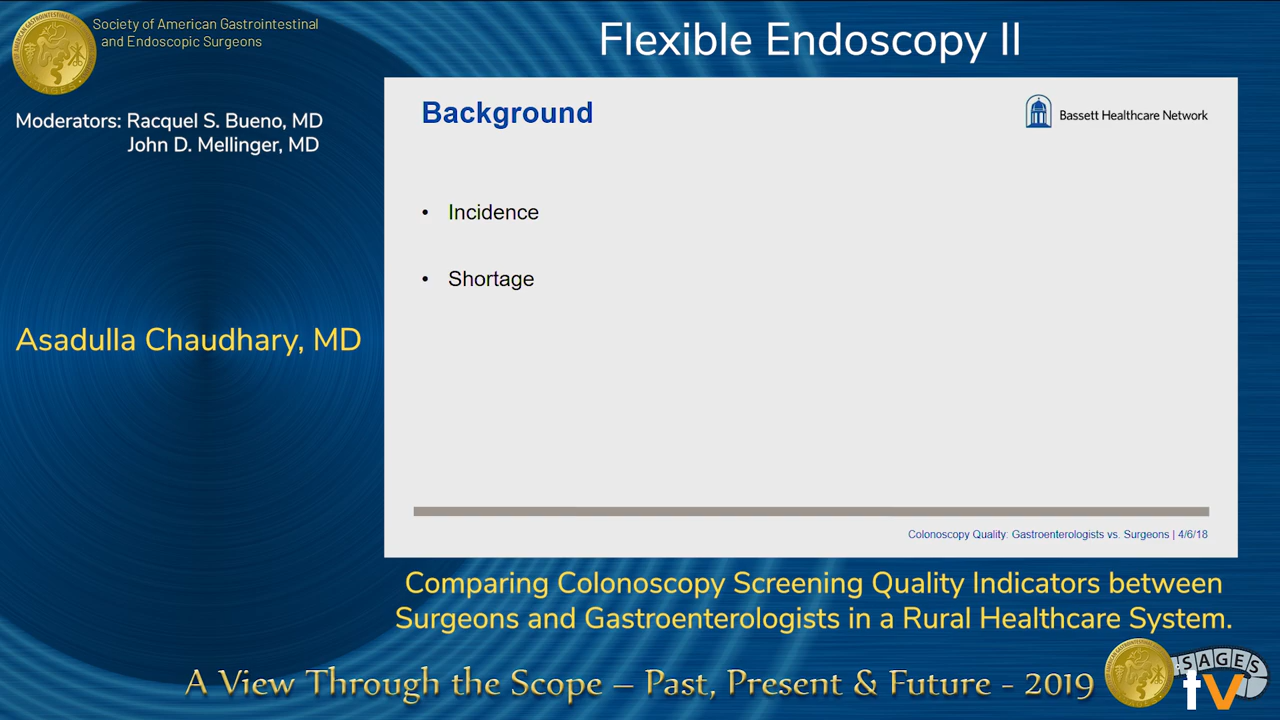 Society of American Gastrointestinal
and Endoscopic Surgeons
Flexible Endoscopy II
Moderators: Racquel S. Bueno, MD
John D. Mellinger, MD
Background
Bassett Healthcare Network
• Incidence
• Shortage
Asadulla Chaudhary, MD
Colonoscopy Quality: Gastroenterologists vs. Surgeons | 4/6/18
Comparing Colonoscopy Screening Quality Indicators between
Surgeons and Gastroenterologists in a Rural Healthcare System.
A View Through the Scope – Past, Present & Future - 2019
SAGES
tv